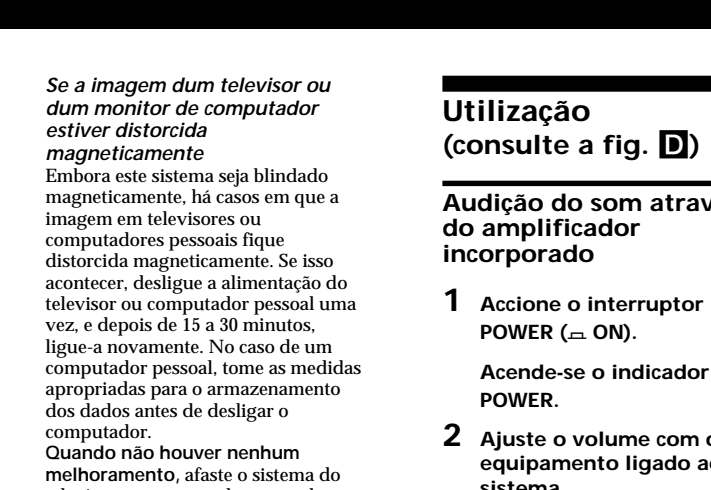 Se a imagem dum televisor ou
dum monitor de computador
estiver distorcida
magneticamente
Embora este sistema seja blindado
magneticamente, há casos em que a
imagem em televisores ou
computadores pessoais fique
distorcida magneticamente. Se isso
acontecer, desligue a alimentação do
televisor ou computador pessoal uma
vez, e depois de 15 a 30 minutos,
ligue-a novamente. No caso de um
computador pessoal, tome as medidas
apropriadas para o armazenamento
dos dados antes de desligar o
computador.
Quando não houver nenhum
melhoramento, afaste o sistema do
Utilização
(consulte a fig. D)
Audição do som
do amplificador
incorporado
1 Accione o interruptor
POWER ( ON).
Acende-se o indicador
POWER.
2 Ajuste o volume com
equipamento ligado
sistema